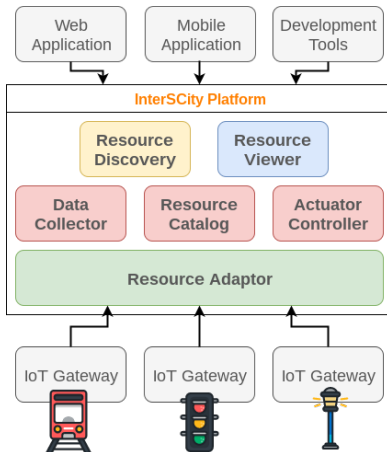 Web
Application
Mobile
Application
Development
Tools
InterSCity Platform
Resource
Discovery
Resource
Viewer
Data
Collector
Resource
Catalog
Actuator
Controller
Resource Adaptor
IoT Gateway
IoT Gateway
IoT Gateway